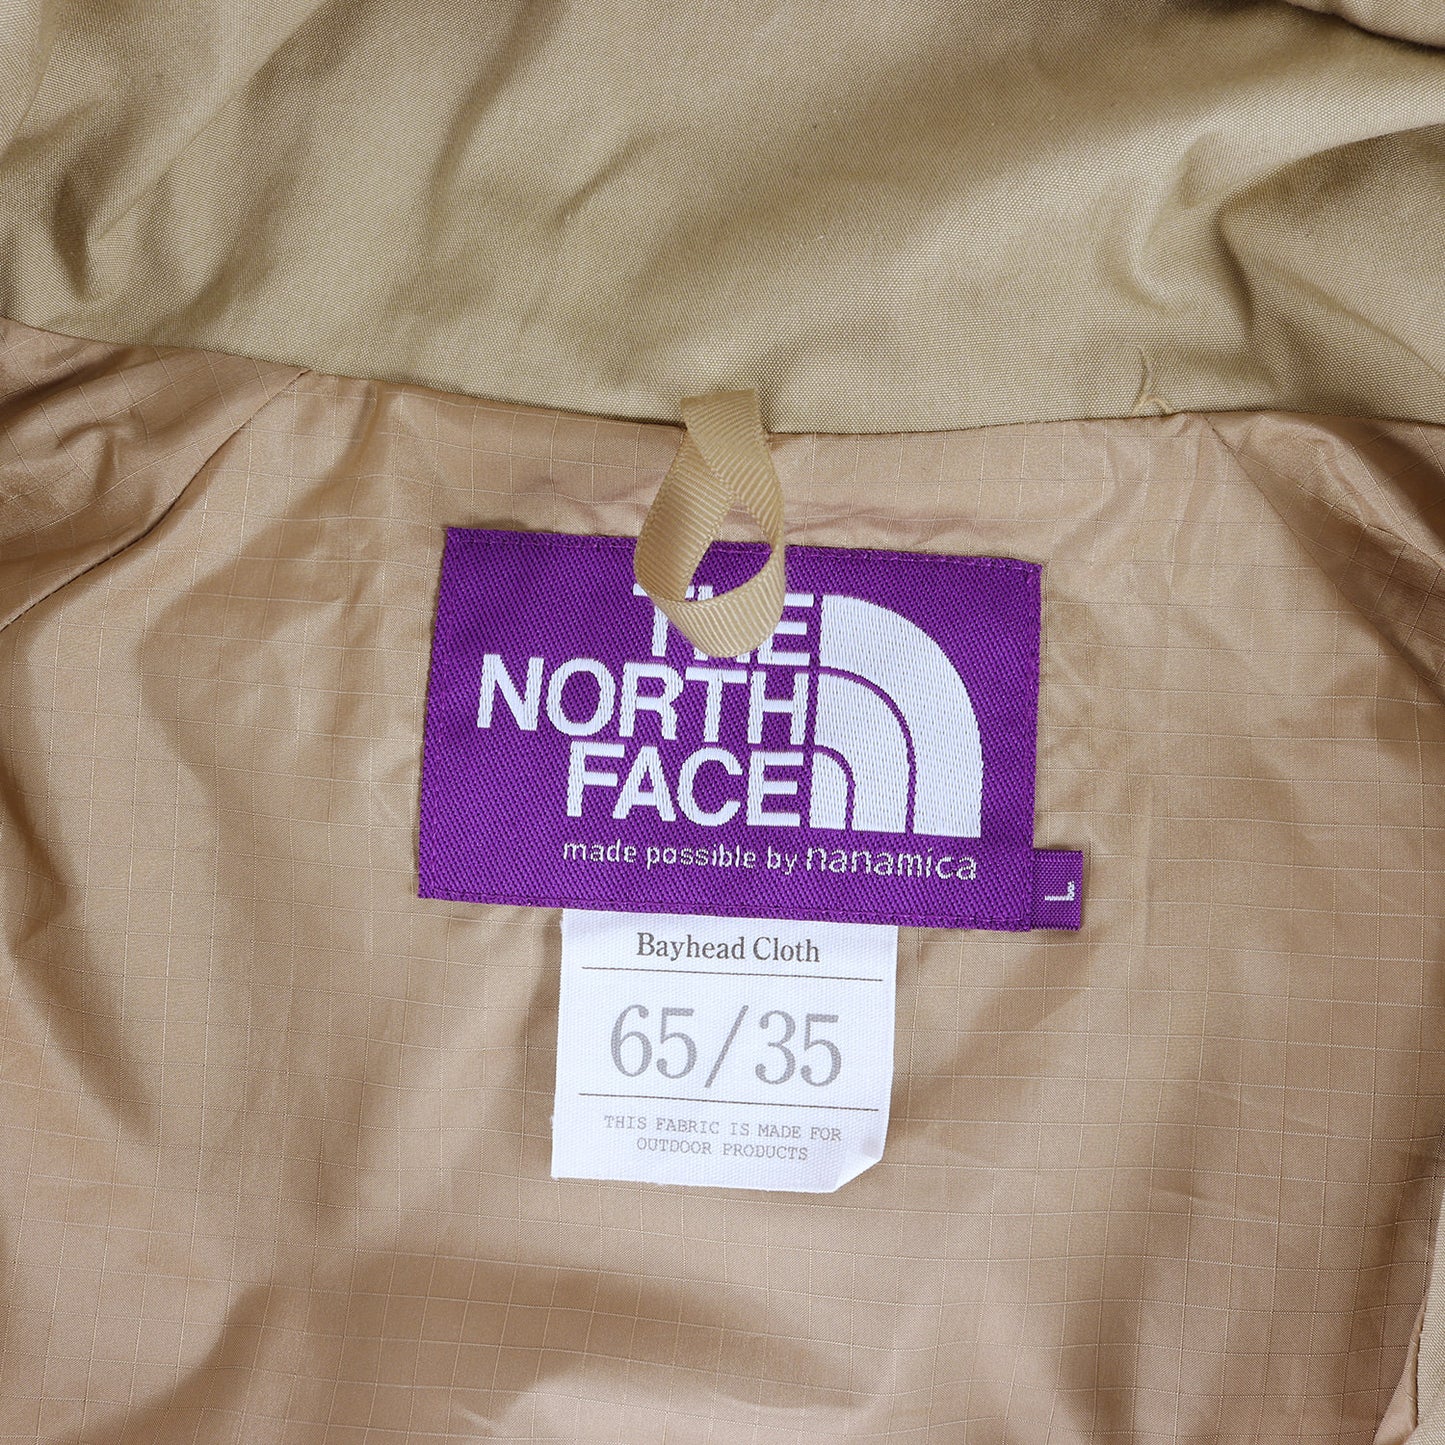 THE
NORTH
FACE
made possible by nanamica
L
Bayhead Cloth
65/35
THIS FABRIC IS MADE FOR
OUTDOOR PRODUCTS